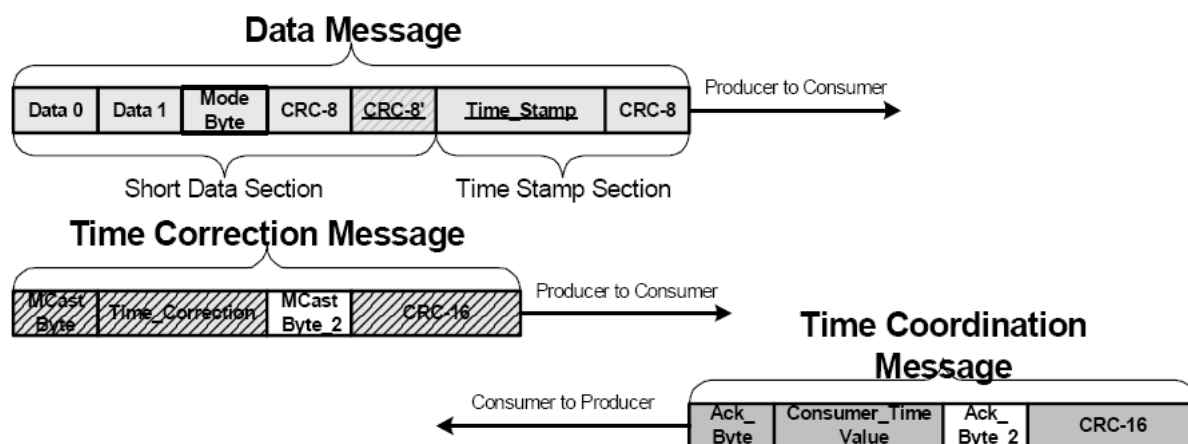 Data Message
Data 0 Data 1 Mode Byte CRC-8 CRC-8' Time_Stamp CRC-8
Producer to Consumer
Short Data Section Time Stamp Section
Time Correction Message
MCast Byte Time_Correction MCast Byte_2 CRC-16
Producer to Consumer
Time Coordination
Message
Consumer to Producer
Ack_ Byte Consumer_Time Value Ack_ Byte_2 CRC-16